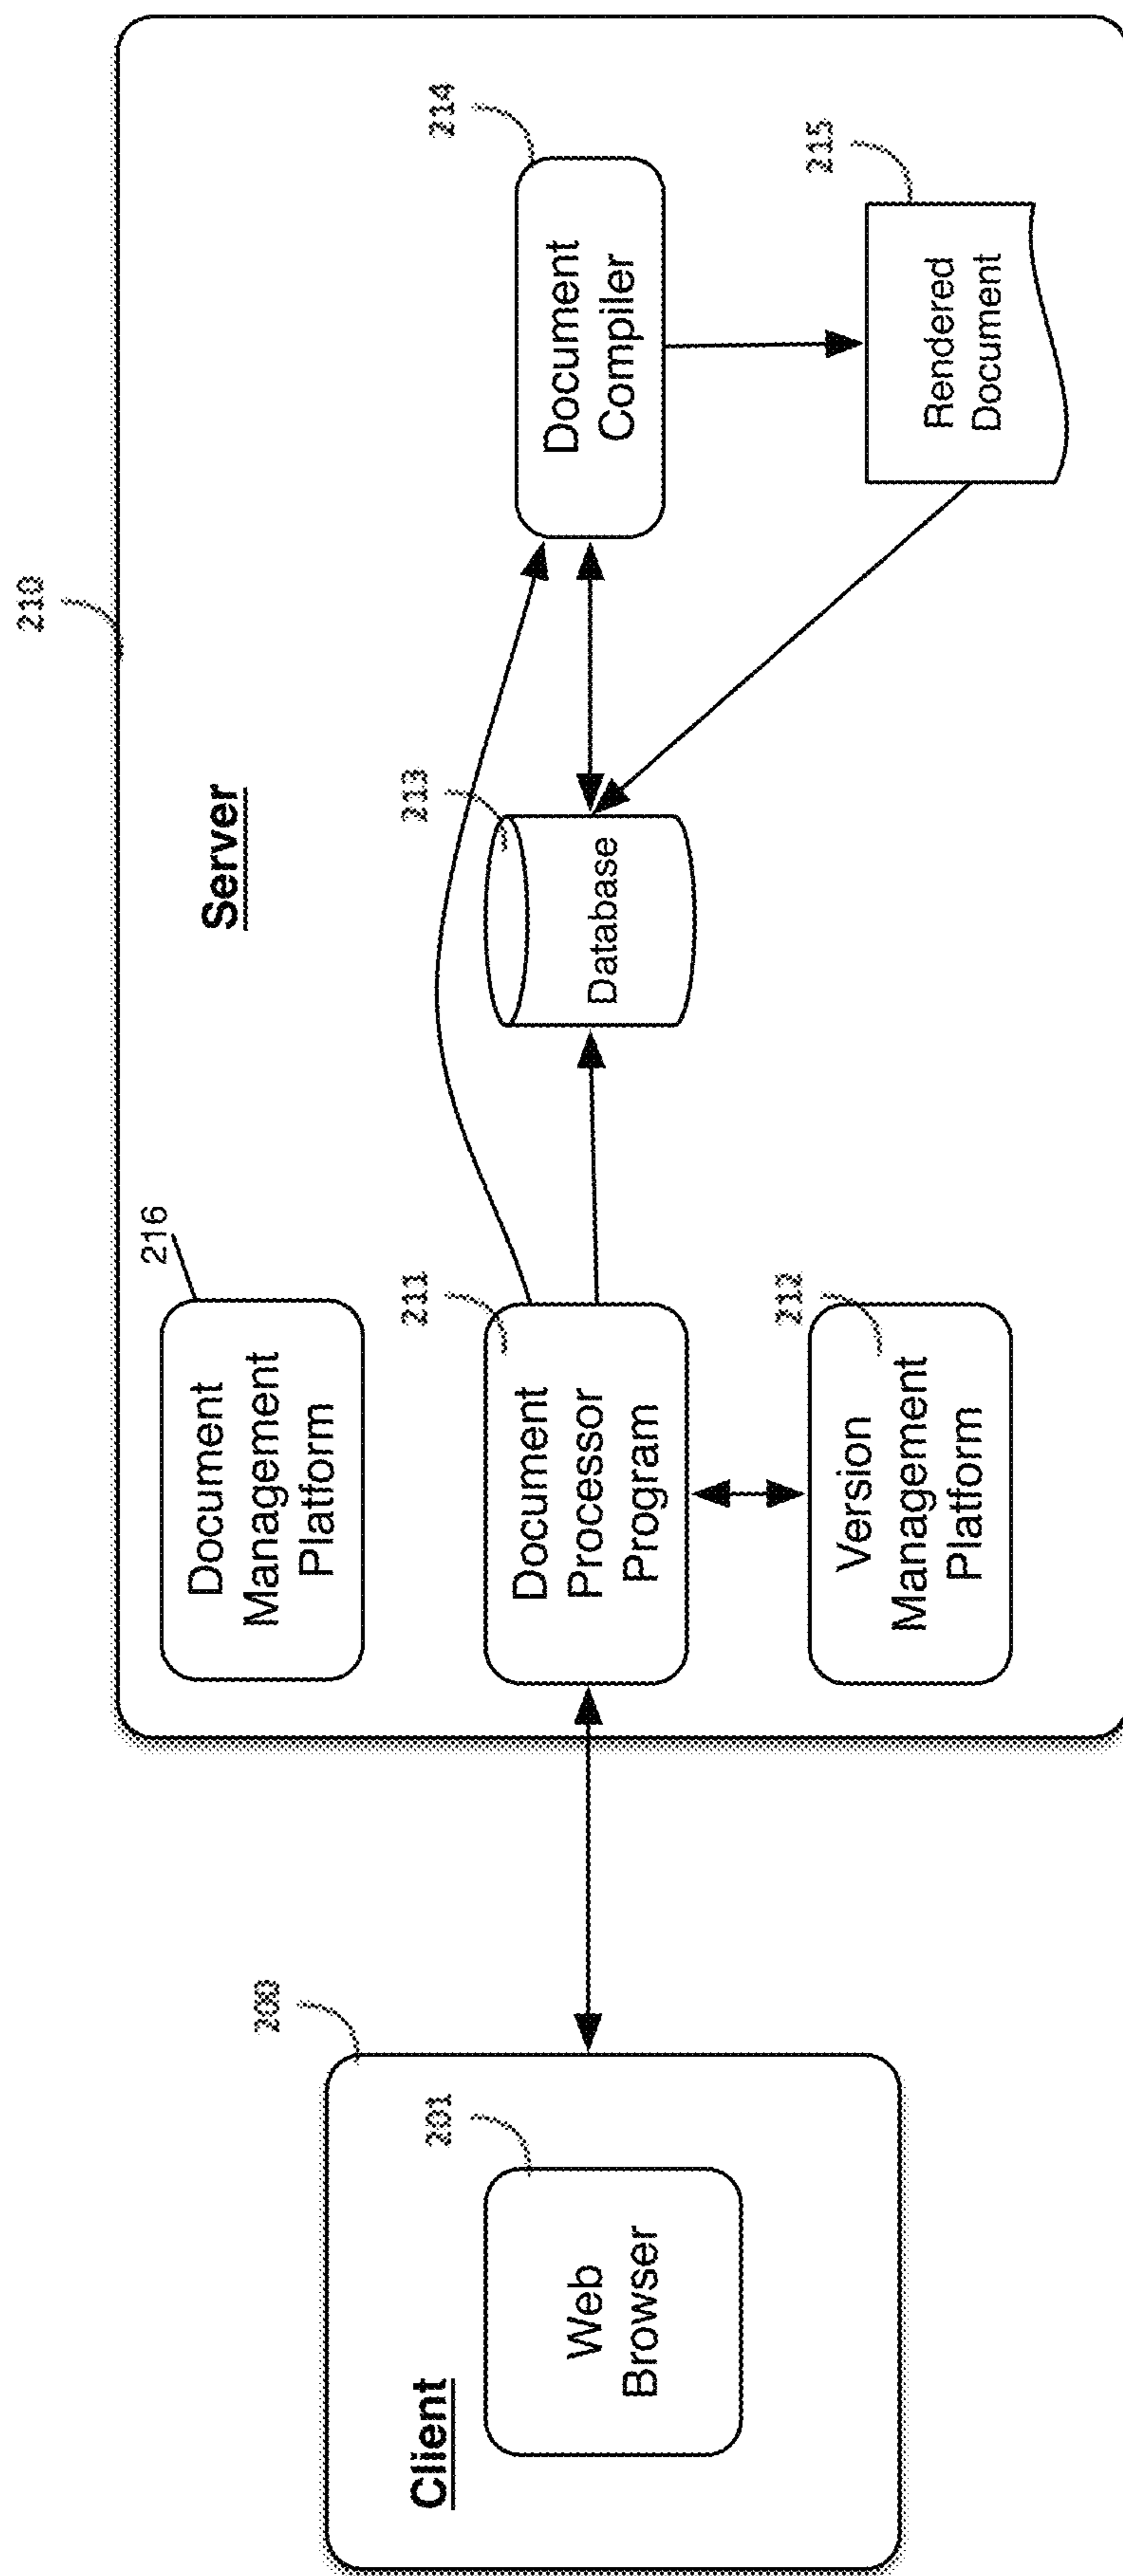 210
Server
216
Document
Management
Platform
211
Document
Processor
Program
212
Version
Management
Platform
213
Database
214
Document
Compiler
215
Rendered
Document
200
Client
201
Web
Browser